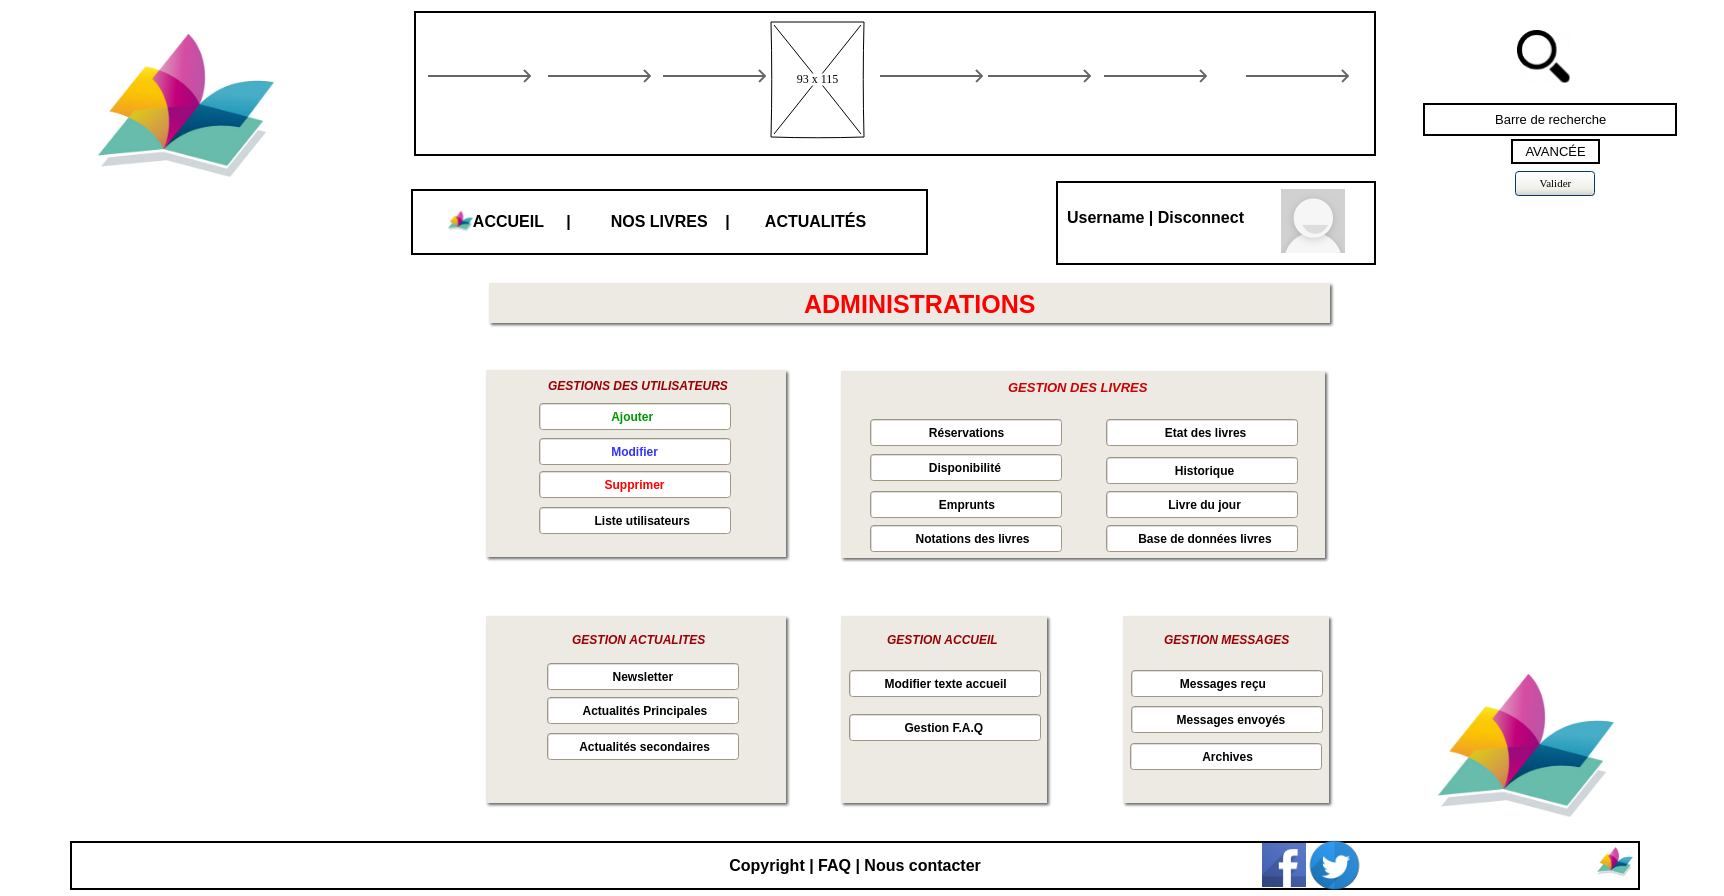 93 x 115
Barre de recherche
AVANCÉE
Valider
ACCUEIL | NOS LIVRES | ACTUALITÉS
Username | Disconnect
ADMINISTRATIONS
GESTIONS DES UTILISATEURS
Ajouter
Modifier
Supprimer
Liste utilisateurs
GESTION DES LIVRES
Réservations
Disponibilité
Emprunts
Notations des livres
Etat des livres
Historique
Livre du jour
Base de données livres
GESTION ACTUALITES
Newsletter
Actualités Principales
Actualités secondaires
GESTION ACCUEIL
Modifier texte accueil
Gestion F.A.Q
GESTION MESSAGES
Messages reçu
Messages envoyés
Archives
Copyright | FAQ | Nous contacter